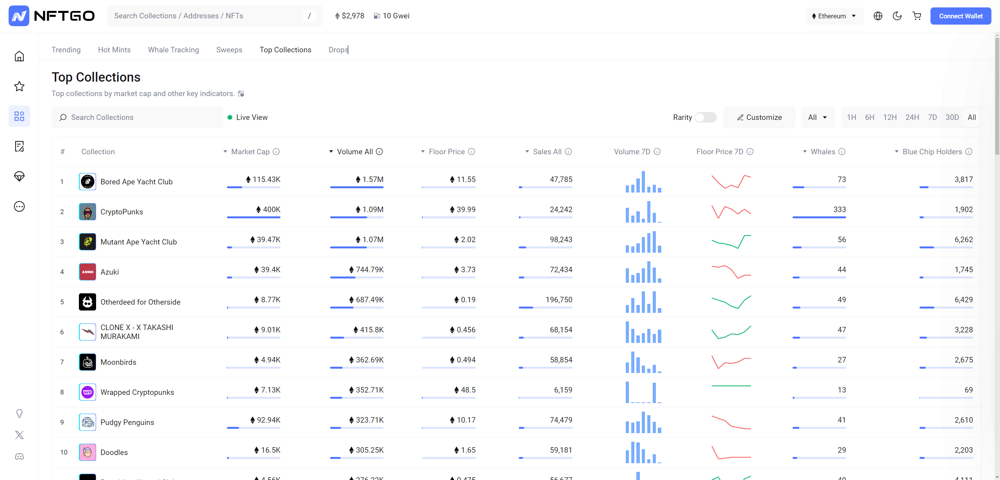 NFTGO
Search Collections / Addresses / NFTs
/
$2,978
10 Gwei
Ethereum
Connect Wallet
Trending Hot Mints Whale Tracking Sweeps Top Collections Drops
Top Collections
Top collections by market cap and other key indicators.
Search Collections
Live View
Rarity
Customize
All
1H 6H 12H 24H 7D 30D All
# Collection Market Cap Volume All Floor Price Sales All Volume 7D Floor Price 7D Whales Blue Chip Holders
1 Bored Ape Yacht Club 115.43K 1.57M 11.55 47,785 73 3,817
2 CryptoPunks 400K 1.09M 39.99 24,242 333 1,902
3 Mutant Ape Yacht Club 39.47K 1.07M 2.02 98,243 56 6,262
4 AZUKI Azuki 39.4K 744.79K 3.73 72,434 44 1,745
5 Otherdeed for Otherside 8.77K 687.49K 0.19 196,750 49 6,429
6 CLONE X - X TAKASHI
MURAKAMI 9.01K 415.8K 0.456 68,154 47 3,228
7 Moonbirds 4.94K 362.69K 0.494 58,854 27 2,675
8 WP Wrapped Cryptopunks 7.13K 352.71K 48.5 6,159 13 69
9 Pudgy Penguins 92.94K 323.71K 10.17 74,479 41 2,610
10 Doodles 16.5K 305.25K 1.65 59,181 29 2,203